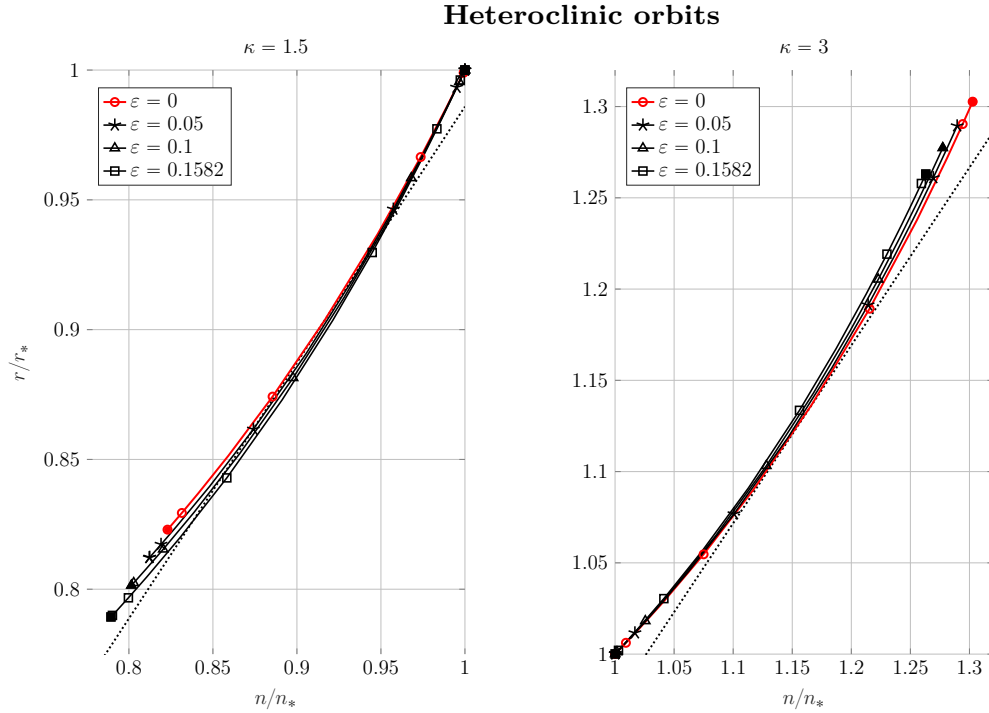 Heteroclinic orbits
κ = 1.5
1
0.95
0.9
0.85
0.8
r/r*
ε = 0
ε = 0.05
ε = 0.1
ε = 0.1582
0.8
0.85
0.9
0.95
1
n/n*
κ = 3
1.3
1.25
1.2
1.15
1.1
1.05
1
ε = 0
ε = 0.05
ε = 0.1
ε = 0.1582
1
1.05
1.1
1.15
1.2
1.25
1.3
n/n*